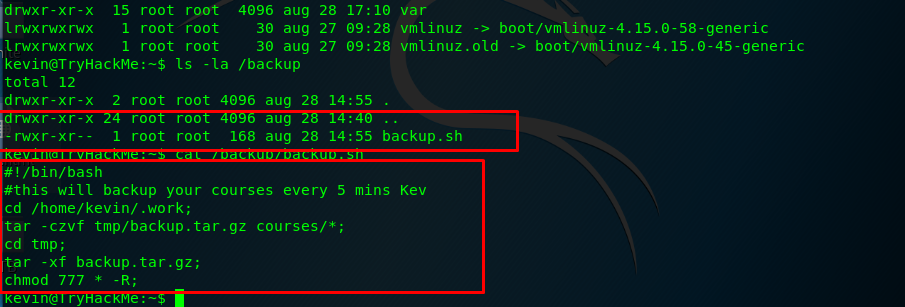 drwxr-xr-x  15 root root  4096 aug 28 17:10 var
lrwxrwxrwx   1 root root    30 aug 27 09:28 vmlinuz -> boot/vmlinuz-4.15.0-58-generic
lrwxrwxrwx   1 root root    30 aug 27 09:28 vmlinuz.old -> boot/vmlinuz-4.15.0-45-generic
kevin@TryHackMe:~$ ls -la /backup
total 12
drwxr-xr-x  2 root root 4096 aug 28 14:55 .
drwxr-xr-x 24 root root 4096 aug 28 14:40 ..
-rwxr-xr--  1 root root  168 aug 28 14:55 backup.sh
kevin@TryHackMe:~$ cat /backup/backup.sh
#!/bin/bash
#this will backup your courses every 5 mins Kev
cd /home/kevin/.work;
tar -czvf tmp/backup.tar.gz courses/*;
cd tmp;
tar -xf backup.tar.gz;
chmod 777 * -R;
kevin@TryHackMe:~$